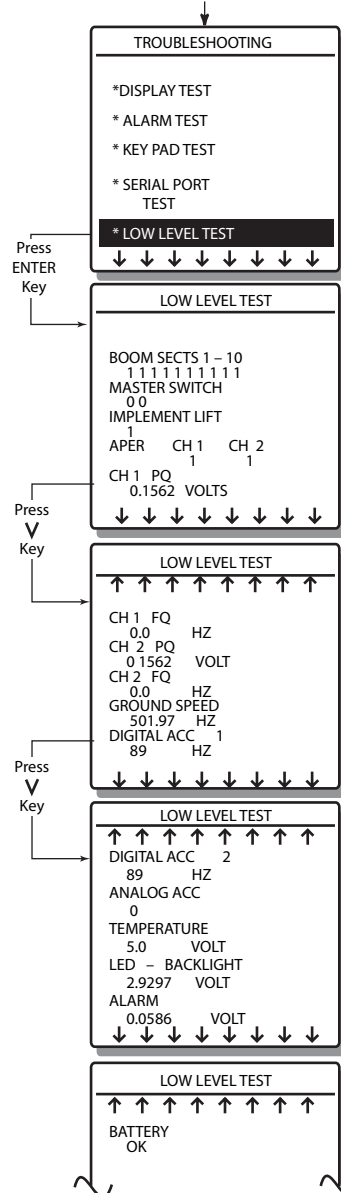 TROUBLESHOOTING
*DISPLAY TEST
* ALARM TEST
* KEY PAD TEST
* SERIAL PORT
TEST
* LOW LEVEL TEST
Press
ENTER
Key
LOW LEVEL TEST
BOOM SECTS 1 – 10
1 1 1 1 1 1 1 1 1 1
MASTER SWITCH
0 0
IMPLEMENT LIFT
1
APER CH 1 CH 2
1 1
CH 1 PQ
0.1562 VOLTS
Press
V
Key
LOW LEVEL TEST
CH 1 FQ
0.0 HZ
CH 2 PQ
0 1562 VOLT
CH 2 FQ
0.0 HZ
GROUND SPEED
501.97 HZ
DIGITAL ACC 1
89 HZ
Press
V
Key
LOW LEVEL TEST
DIGITAL ACC 2
89 HZ
ANALOG ACC
0
TEMPERATURE
5.0 VOLT
LED – BACKLIGHT
2.9297 VOLT
ALARM
0.0586 VOLT
LOW LEVEL TEST
BATTERY
OK